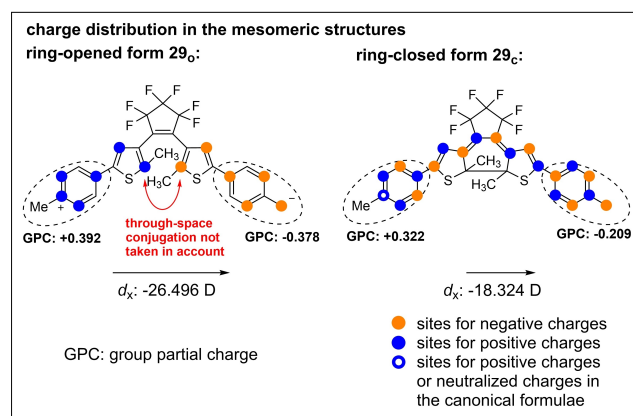 charge distribution in the mesomeric structures
ring-opened form 29o:
ring-closed form 29c:
F F
F F
F F
F F
F F
F F
CH3
H3C
S
S
Me
+
CH3
H3C
S
S
Me
GPC: +0.392
through-space
conjugation not
taken in account
GPC: -0.378
GPC: +0.322
GPC: -0.209
dx: -26.496 D
dx: -18.324 D
GPC: group partial charge
sites for negative charges
sites for positive charges
sites for positive charges
or neutralized charges in
the canonical formulae